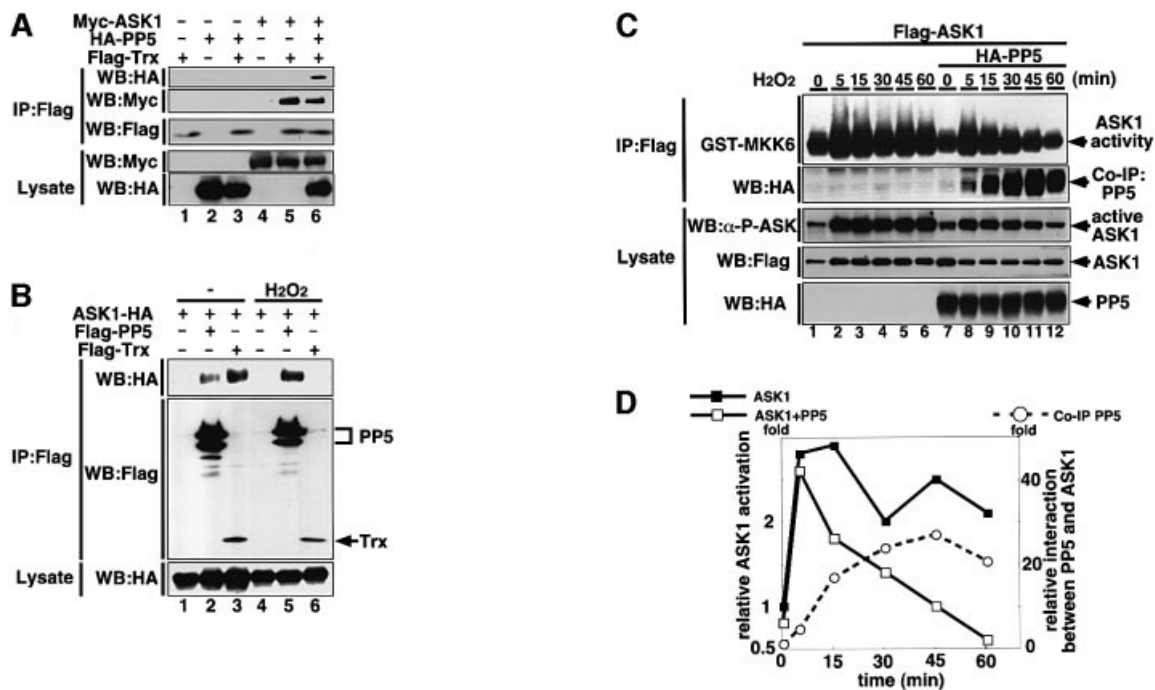 A
Myc-ASK1 - - - + + +
HA-PP5 - + + - - +
Flag-Trx + - + - + +
IP:Flag
WB:HA
WB:Myc
WB:Flag
Lysate
WB:Myc
WB:HA
1 2 3 4 5 6
B
- H2O2
ASK1-HA + + + + + +
Flag-PP5 - + - - + -
Flag-Trx - - + - - +
IP:Flag
WB:HA
WB:Flag
PP5
Trx
Lysate WB:HA
1 2 3 4 5 6
C
Flag-ASK1
HA-PP5
H2O2 0 5 15 30 45 60 0 5 15 30 45 60 (min)
IP:Flag
GST-MKK6
ASK1
activity
WB:HA
Co-IP:
PP5
Lysate
WB:α-P-ASK
active
ASK1
WB:Flag
ASK1
WB:HA
PP5
1 2 3 4 5 6 7 8 9 10 11 12
D
ASK1
ASK1+PP5
Co-IP PP5
fold
fold
relative ASK1 activation
2
1
0.5
40
20
0
relative interaction
between PP5 and ASK1
0 15 30 45 60
time (min)